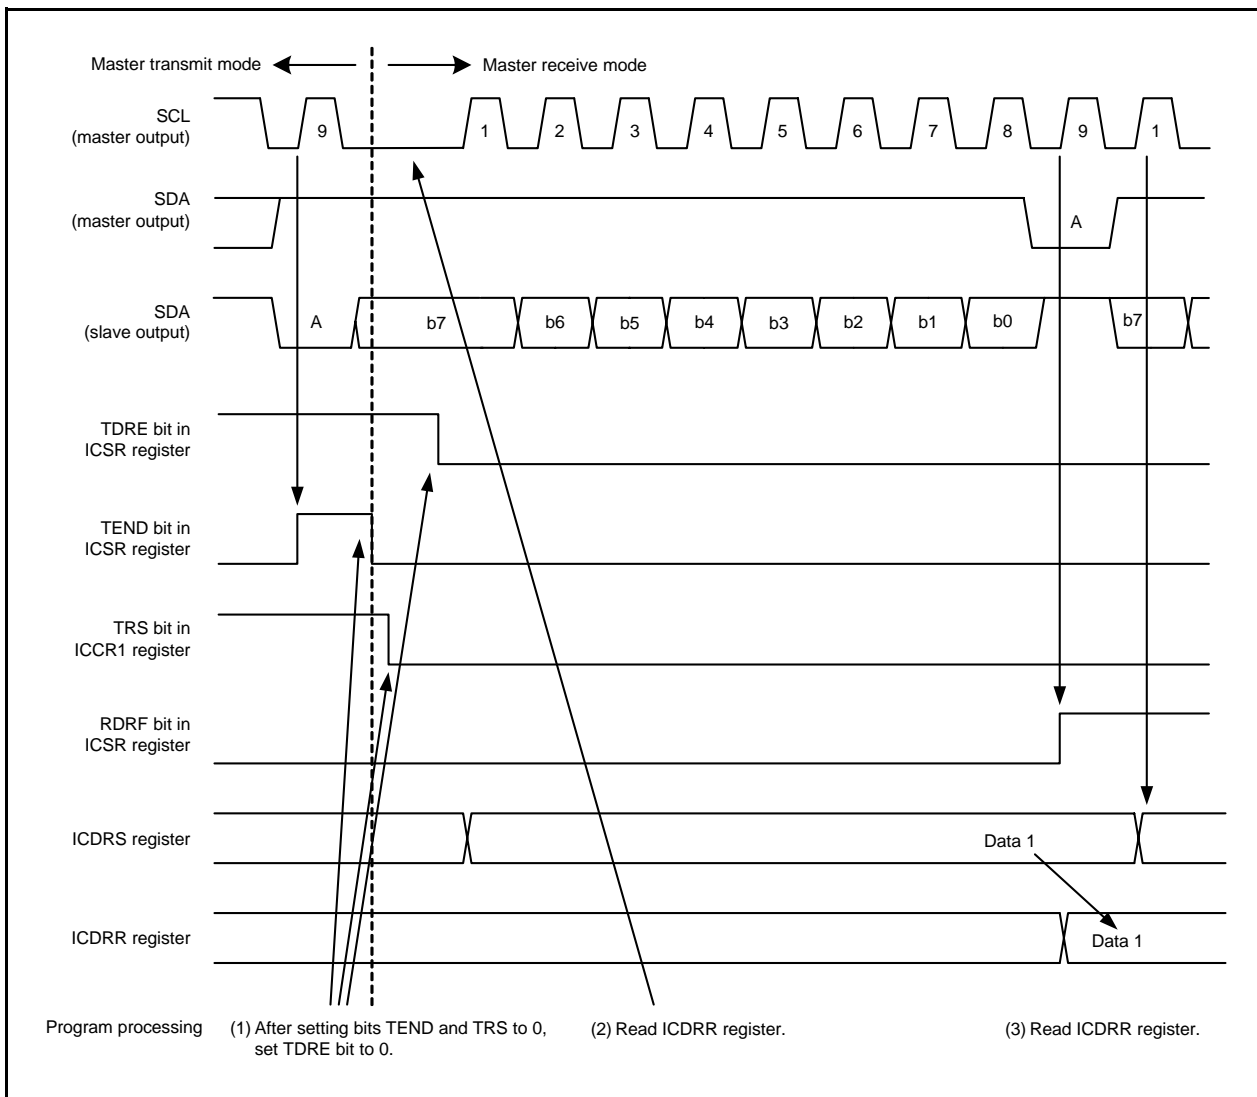 Master transmit mode
Master receive mode
SCL
(master output)
9 1 2 3 4 5 6 7 8 9 1
SDA
(master output)
A
SDA
(slave output)
A b7 b6 b5 b4 b3 b2 b1 b0 b7
TDRE bit in
ICSR register
TEND bit in
ICSR register
TRS bit in
ICCR1 register
RDRF bit in
ICSR register
ICDRS register
Data 1
ICDRR register
Data 1
Program processing
(1) After setting bits TEND and TRS to 0,
set TDRE bit to 0.
(2) Read ICDRR register.
(3) Read ICDRR register.